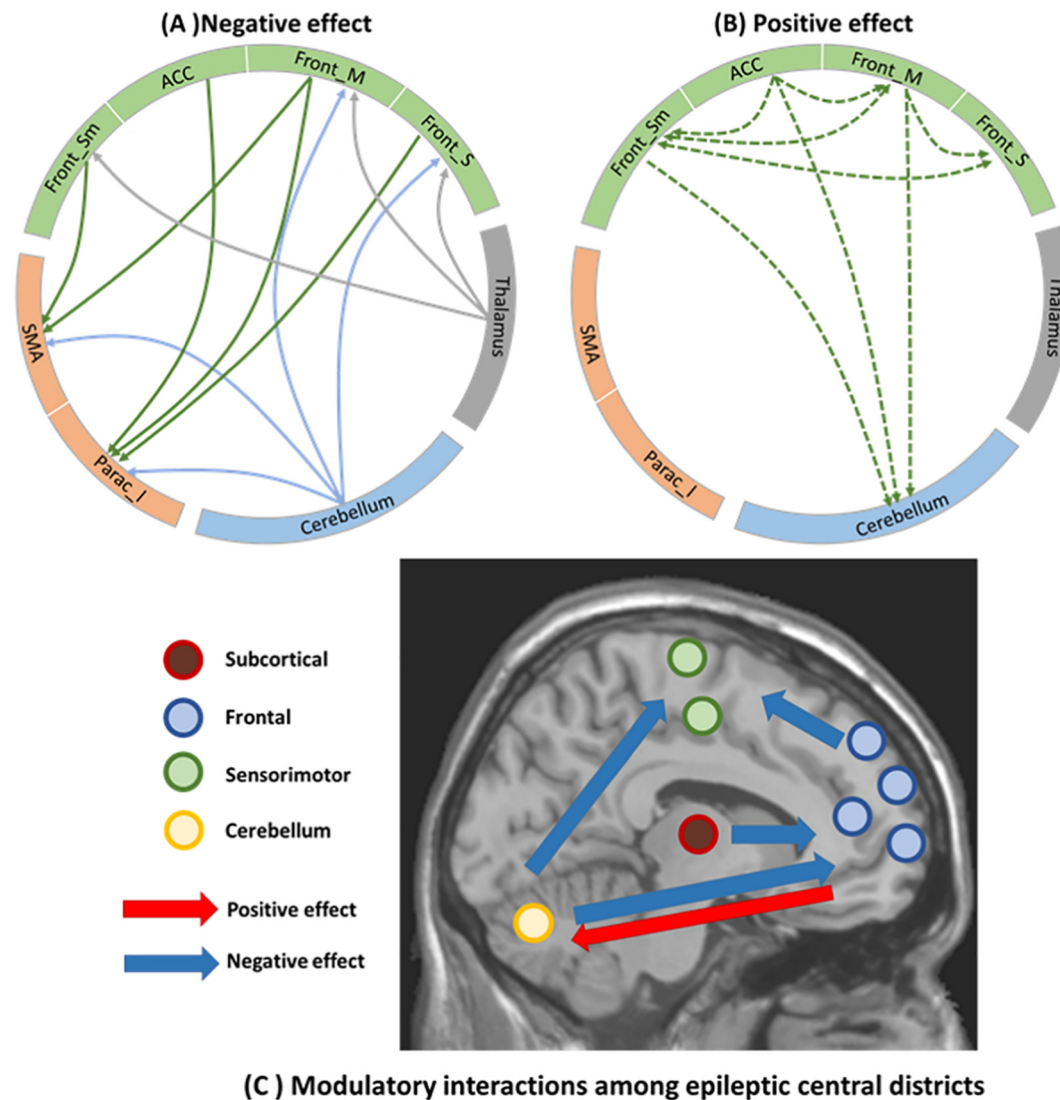 (A )Negative effect
(B) Positive effect
Front_Sm
ACC
Front_M
Front_S
Thalamus
SMA
Parac_l
Cerebellum
Front_Sm
ACC
Front_M
Front_S
Thalamus
SMA
Parac_l
Cerebellum
Subcortical
Frontal
Sensorimotor
Cerebellum
Positive effect
Negative effect
(C ) Modulatory interactions among epileptic central districts